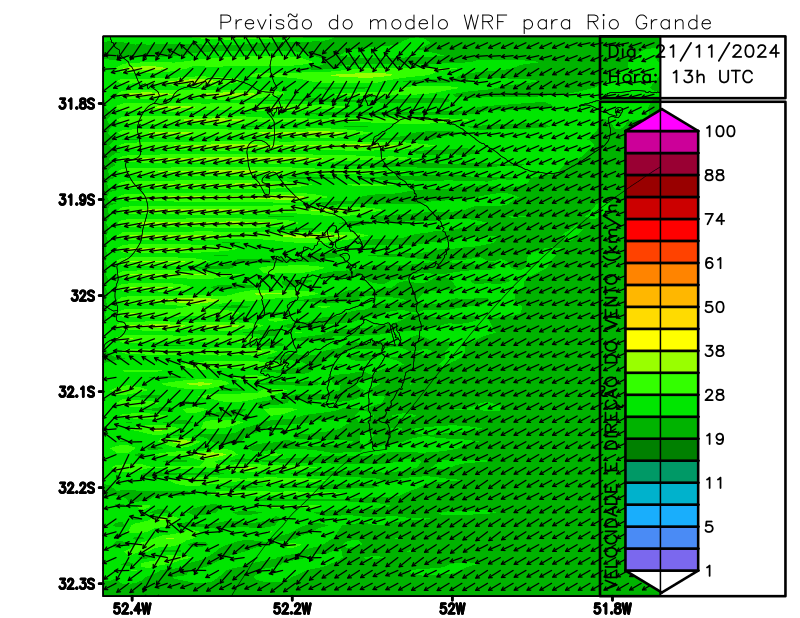 Previsão do modelo WRF para Rio Grande
Dia: 21/11/2024
Hora: 13h UTC
31.8S
31.9S
32S
32.1S
32.2S
32.3S
52.4W
52.2W
52W
51.8W
VELOCIDADE E DIREÇÃO DO VENTO (km/h)
100
88
74
61
50
38
28
19
11
5
1